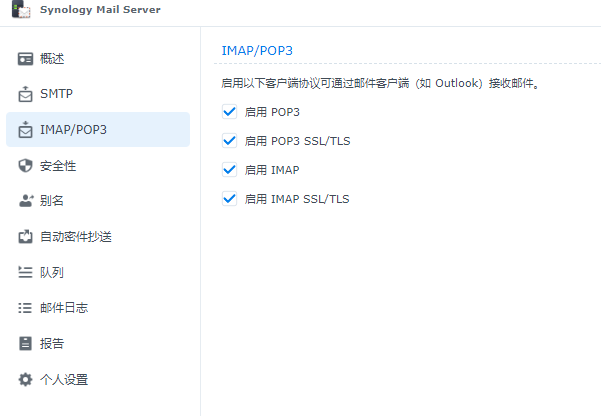 Synology Mail Server
概述
SMTP
IMAP/POP3
安全性
别名
自动密件抄送
队列
邮件日志
报告
个人设置
IMAP/POP3
启用以下客户端协议可通过邮件客户端（如 Outlook）接收邮件。
启用 POP3
启用 POP3 SSL/TLS
启用 IMAP
启用 IMAP SSL/TLS